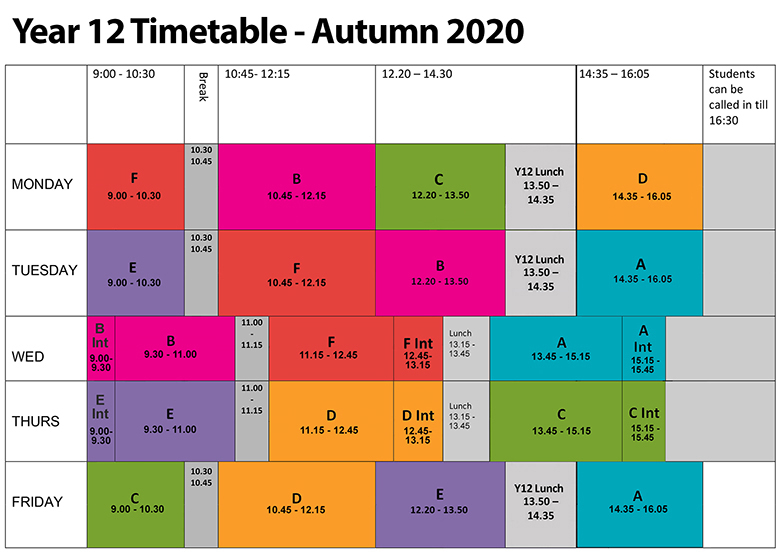 Year 12 Timetable - Autumn 2020
9:00 - 10:30
Break
10:45- 12:15
12.20 – 14.30
14:35 – 16:05
Students
can be
called in till
16:30
MONDAY
F
9.00 - 10.30
10.30
10.45
B
10.45 - 12.15
C
12.20 - 13.50
Y12 Lunch
13.50 –
14.35
D
14.35 - 16.05
TUESDAY
E
9.00 - 10.30
10.30
10.45
F
10.45 - 12.15
B
12.20 - 13.50
Y12 Lunch
13.50 –
14.35
A
14.35 - 16.05
WED
B
Int
9.00-
9.30
B
9.30 - 11.00
11.00
-
11.15
F
11.15 - 12.45
F Int
12.45-
13.15
Lunch
13.15 -
13.45
A
13.45 - 15.15
A
Int
15.15 -
15.45
THURS
E
Int
9.00-
9.30
E
9.30 - 11.00
11.00
-
11.15
D
11.15 - 12.45
D Int
12.45-
13.15
Lunch
13.15 -
13.45
C
13.45 - 15.15
C Int
15.15 -
15.45
FRIDAY
C
9.00 - 10.30
10.30
10.45
D
10.45 - 12.15
E
12.20 - 13.50
Y12 Lunch
13.50 –
14.35
A
14.35 - 16.05